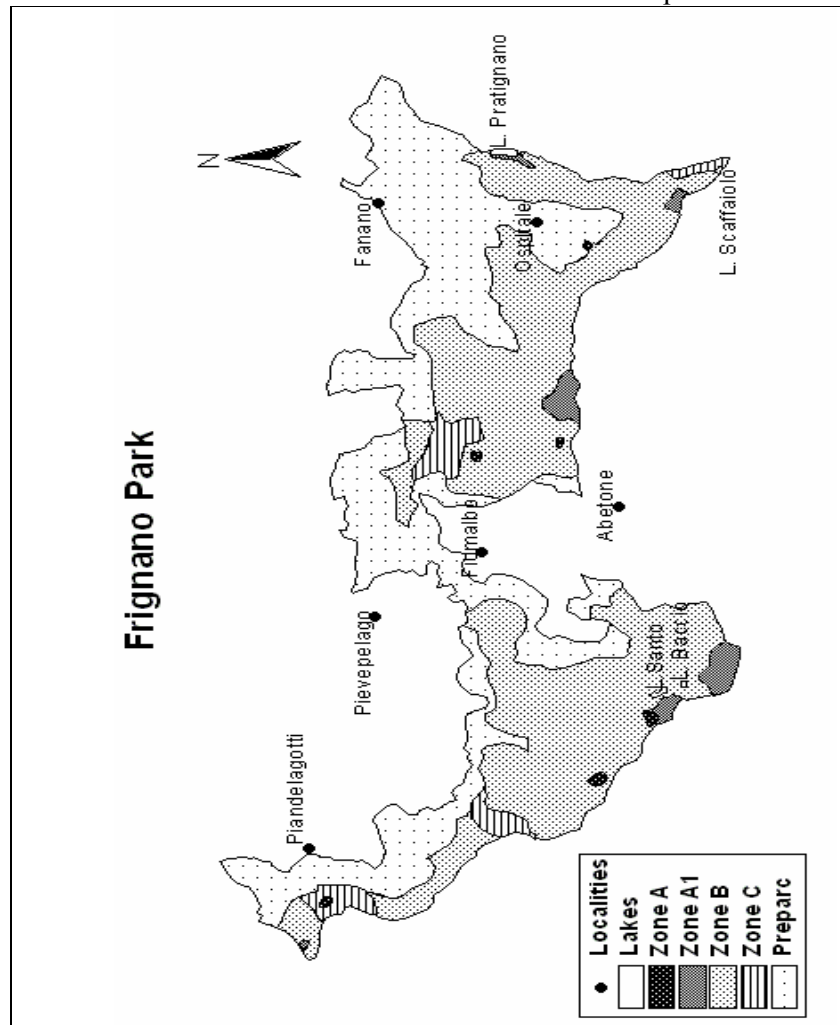 Frignano Park
N
Piandelagotti
Pievepelago
Fanano
L. Pratignano
Fiumalbo
Ospitale
Abetone
L. Santo
L. Baccio
L. Scaffaiolo
Localities
Lakes
Zone A
Zone A1
Zone B
Zone C
Preparc